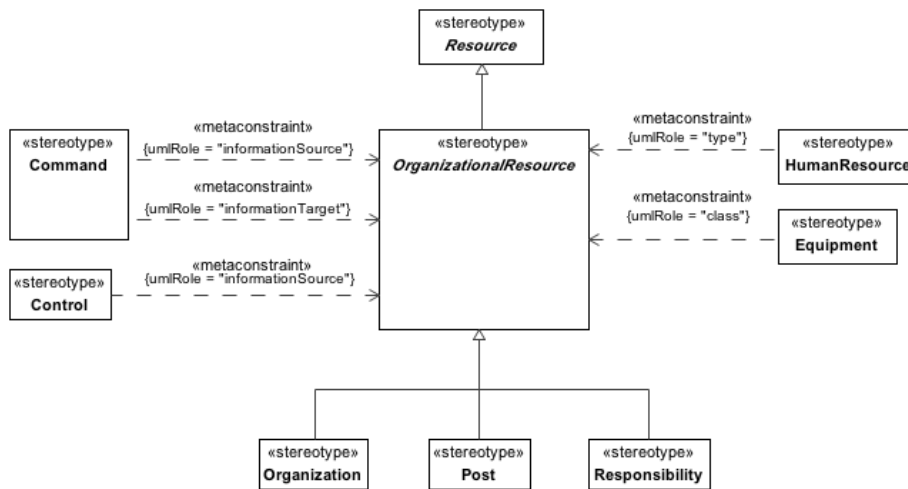 «stereotype»
Resource
«stereotype»
Command
«metaconstraint»
{umlRole = "informationSource"}
«metaconstraint»
{umlRole = "informationTarget"}
«stereotype»
Control
«metaconstraint»
{umlRole = "informationSource"}
«stereotype»
OrganizationalResource
«metaconstraint»
{umlRole = "type"}
«stereotype»
HumanResource
«metaconstraint»
{umlRole = "class"}
«stereotype»
Equipment
«stereotype»
Organization
«stereotype»
Post
«stereotype»
Responsibility